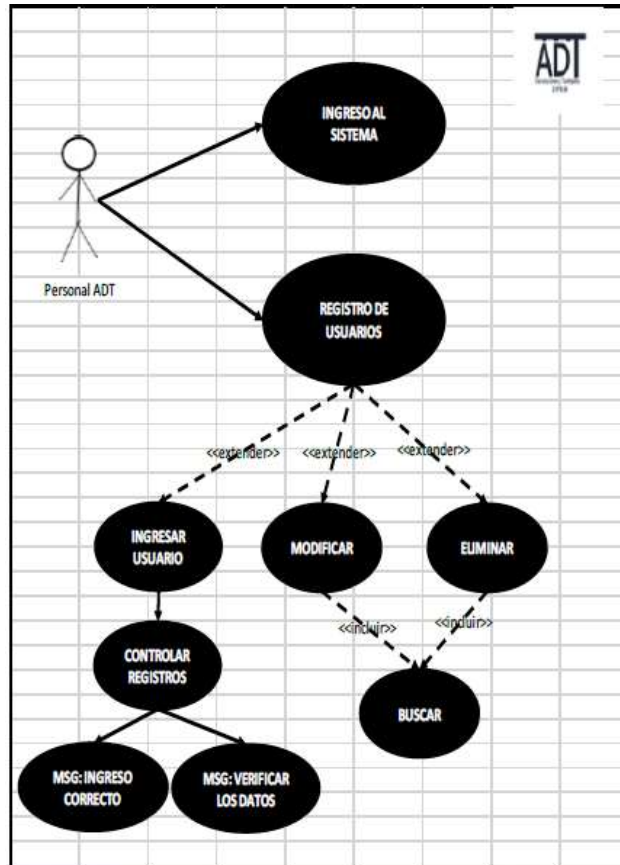 ADT
INGRESO AL
SISTEMA
Personal ADT
REGISTRO DE
USUARIOS
<<extender>>
<<extender>>
<<extender>>
INGRESAR
USUARIO
MODIFICAR
ELIMINAR
<<incluir>>
<<incluir>>
CONTROLAR
REGISTROS
BUSCAR
MSG: INGRESO
CORRECTO
MSG: VERIFICAR
LOS DATOS